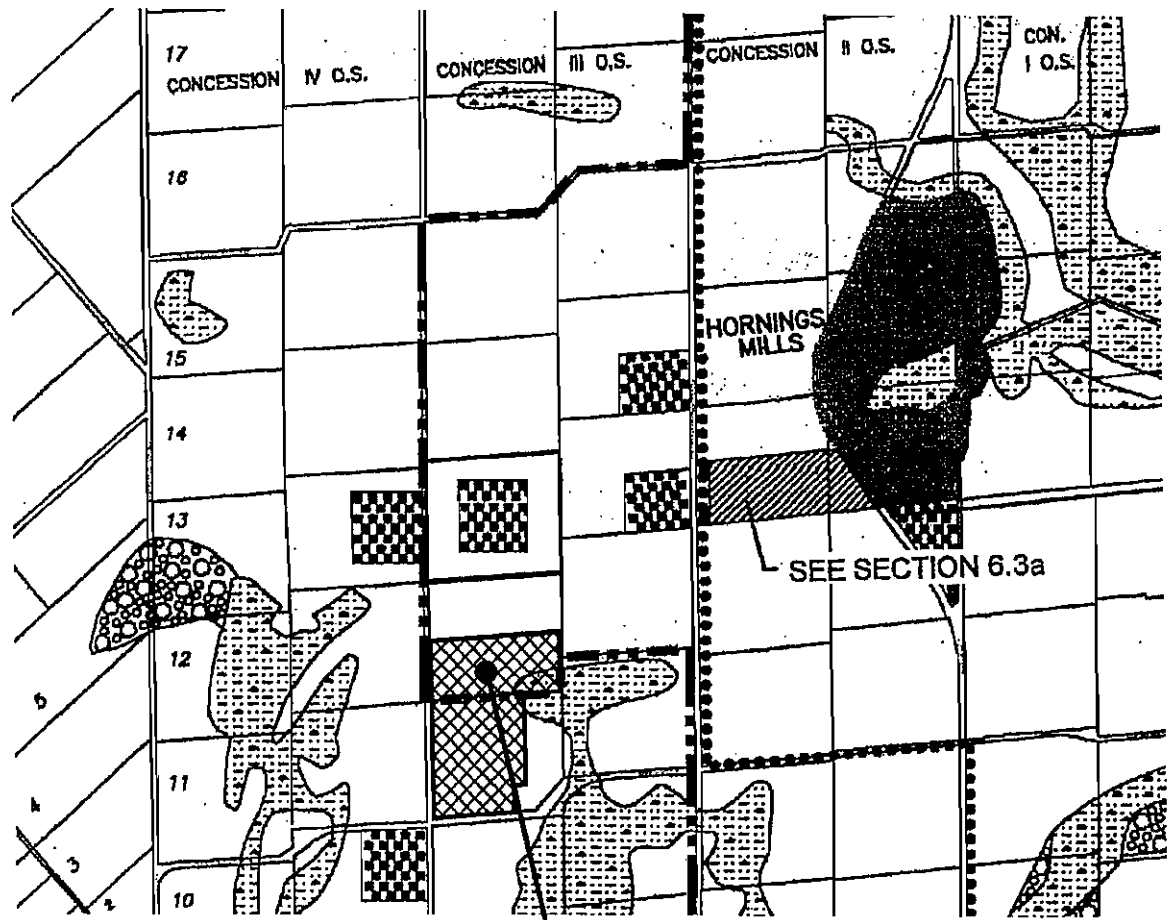 17
CONCESSION IV O.S.
CONCESSION III O.S.
CONCESSION II O.S.
CON.
I O.S.
16
15
HORNINGS
MILLS
14
13
SEE SECTION 6.3a
12
5
11
4
3
2
10